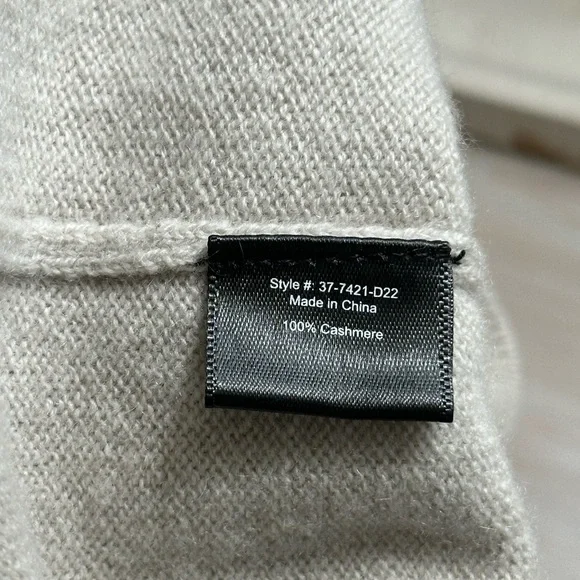 Style #: 37-7421-D22
Made in China
100% Cashmere